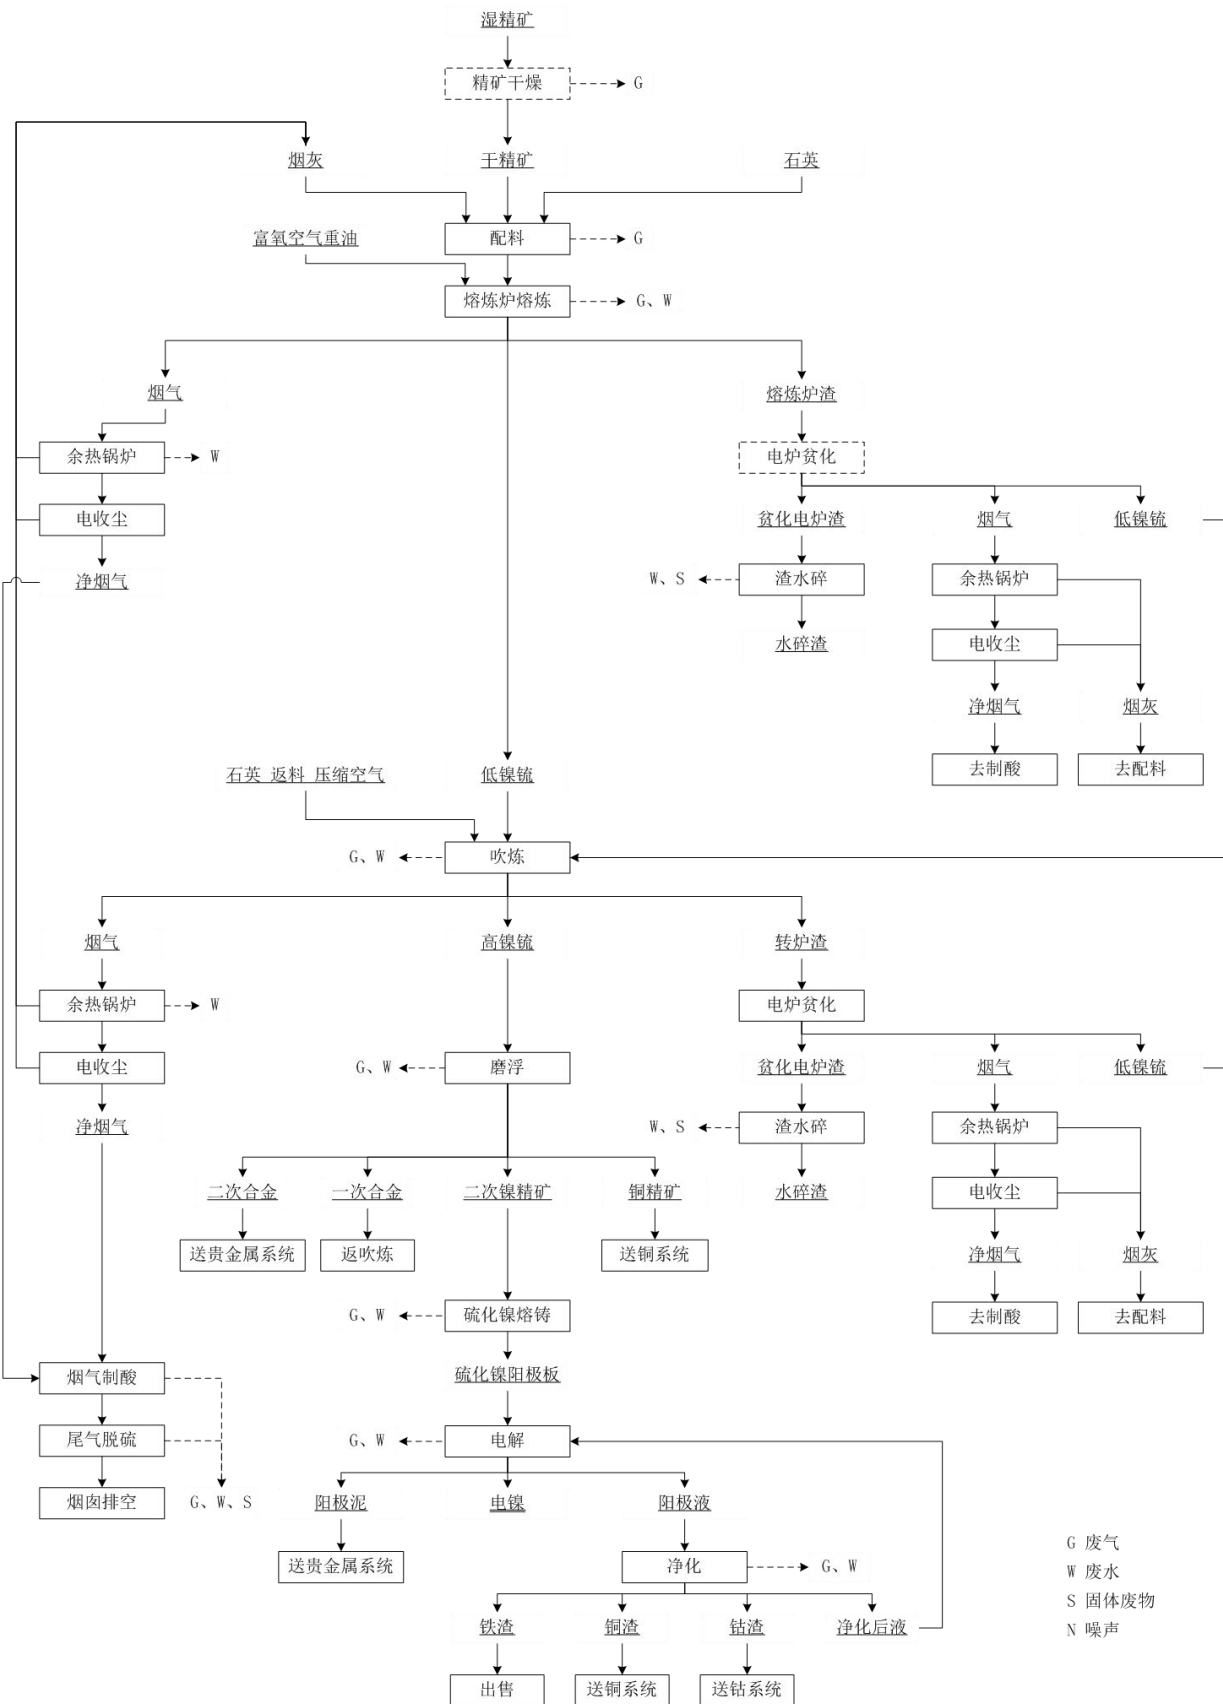 湿精矿
精矿干燥
G
烟灰
干精矿
石英
富氧空气重油
配料
G
熔炼炉熔炼
G、W
烟气
熔炼炉渣
余热锅炉
W
电炉贫化
电收尘
贫化电炉渣
烟气
低镍锍
净烟气
W、S
渣水碎
余热锅炉
水碎渣
电收尘
净烟气
烟灰
石英 返料 压缩空气
低镍锍
去制酸
去配料
G、W
吹炼
烟气
高镍锍
转炉渣
余热锅炉
W
电炉贫化
电收尘
G、W
磨浮
贫化电炉渣
烟气
低镍锍
净烟气
W、S
渣水碎
余热锅炉
二次合金
一次合金
二次镍精矿
铜精矿
水碎渣
电收尘
送贵金属系统
返吹炼
送铜系统
净烟气
烟灰
G、W
硫化镍熔铸
去制酸
去配料
烟气制酸
硫化镍阳极板
尾气脱硫
G、W
电解
烟囱排空
G、W、S
阳极泥
电镍
阳极液
送贵金属系统
净化
G、W
铁渣
铜渣
钴渣
净化后液
出售
送铜系统
送钴系统
G 废气
W 废水
S 固体废物
N 噪声